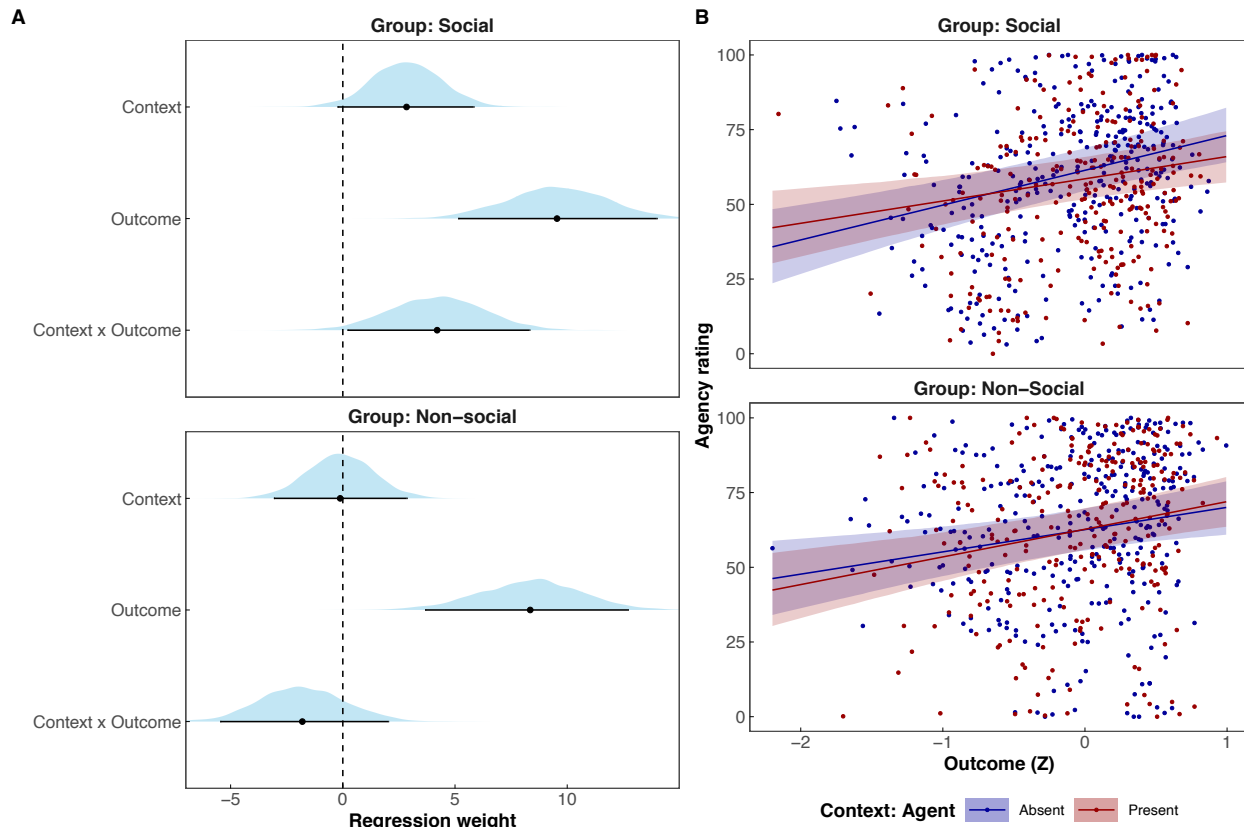 A
Group: Social
Context
Outcome
Context x Outcome
Group: Non−social
Context
Outcome
Context x Outcome
−5
0
5
10
Regression weight
B
Group: Social
100
75
50
25
0
Agency rating
Group: Non−Social
100
75
50
25
0
−2
−1
0
1
Outcome (Z)
Context: Agent Absent Present